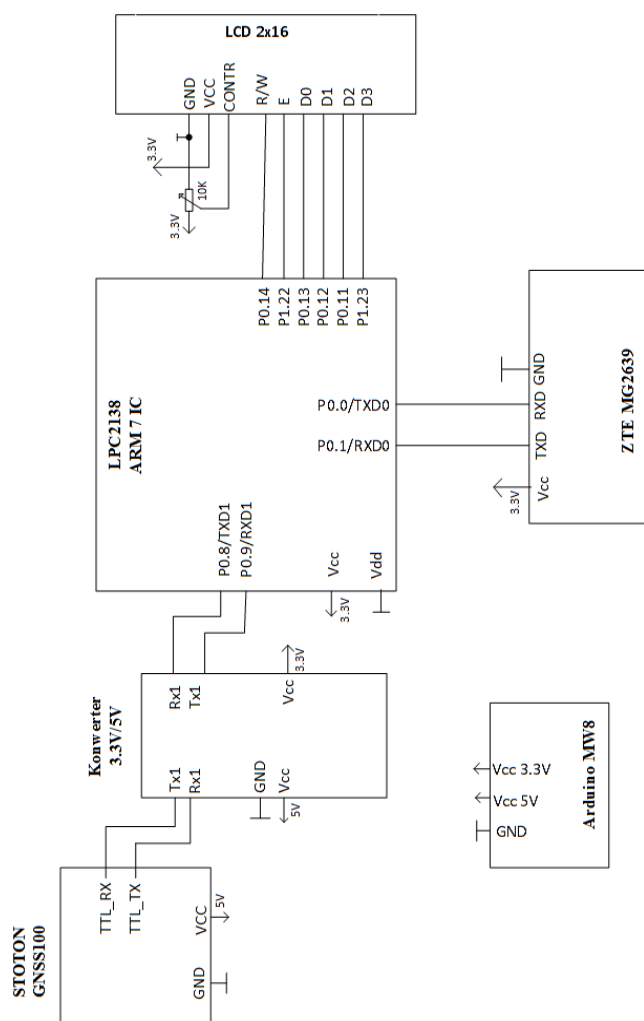 LCD 2x16
GND
VCC
CONTR
R/W
E
D0
D1
D2
D3
3.3V
10K
3.3V
LPC2138
ARM 7 IC
P0.14
P1.22
P0.13
P0.12
P0.11
P1.23
P0.0/TXD0
P0.1/RXD0
P0.8/TXD1
P0.9/RXD1
Vcc
Vdd
3.3V
ZTE MG2639
GND
RXD
TXD
Vcc
3.3V
Konwerter
3.3V/5V
Rx1
Tx1
Vcc
3.3V
Tx1
Rx1
GND
Vcc
5V
Arduino MW8
Vcc 3.3V
Vcc 5V
GND
STOTON
GNSS100
TTL_RX
TTL_TX
VCC
5V
GND